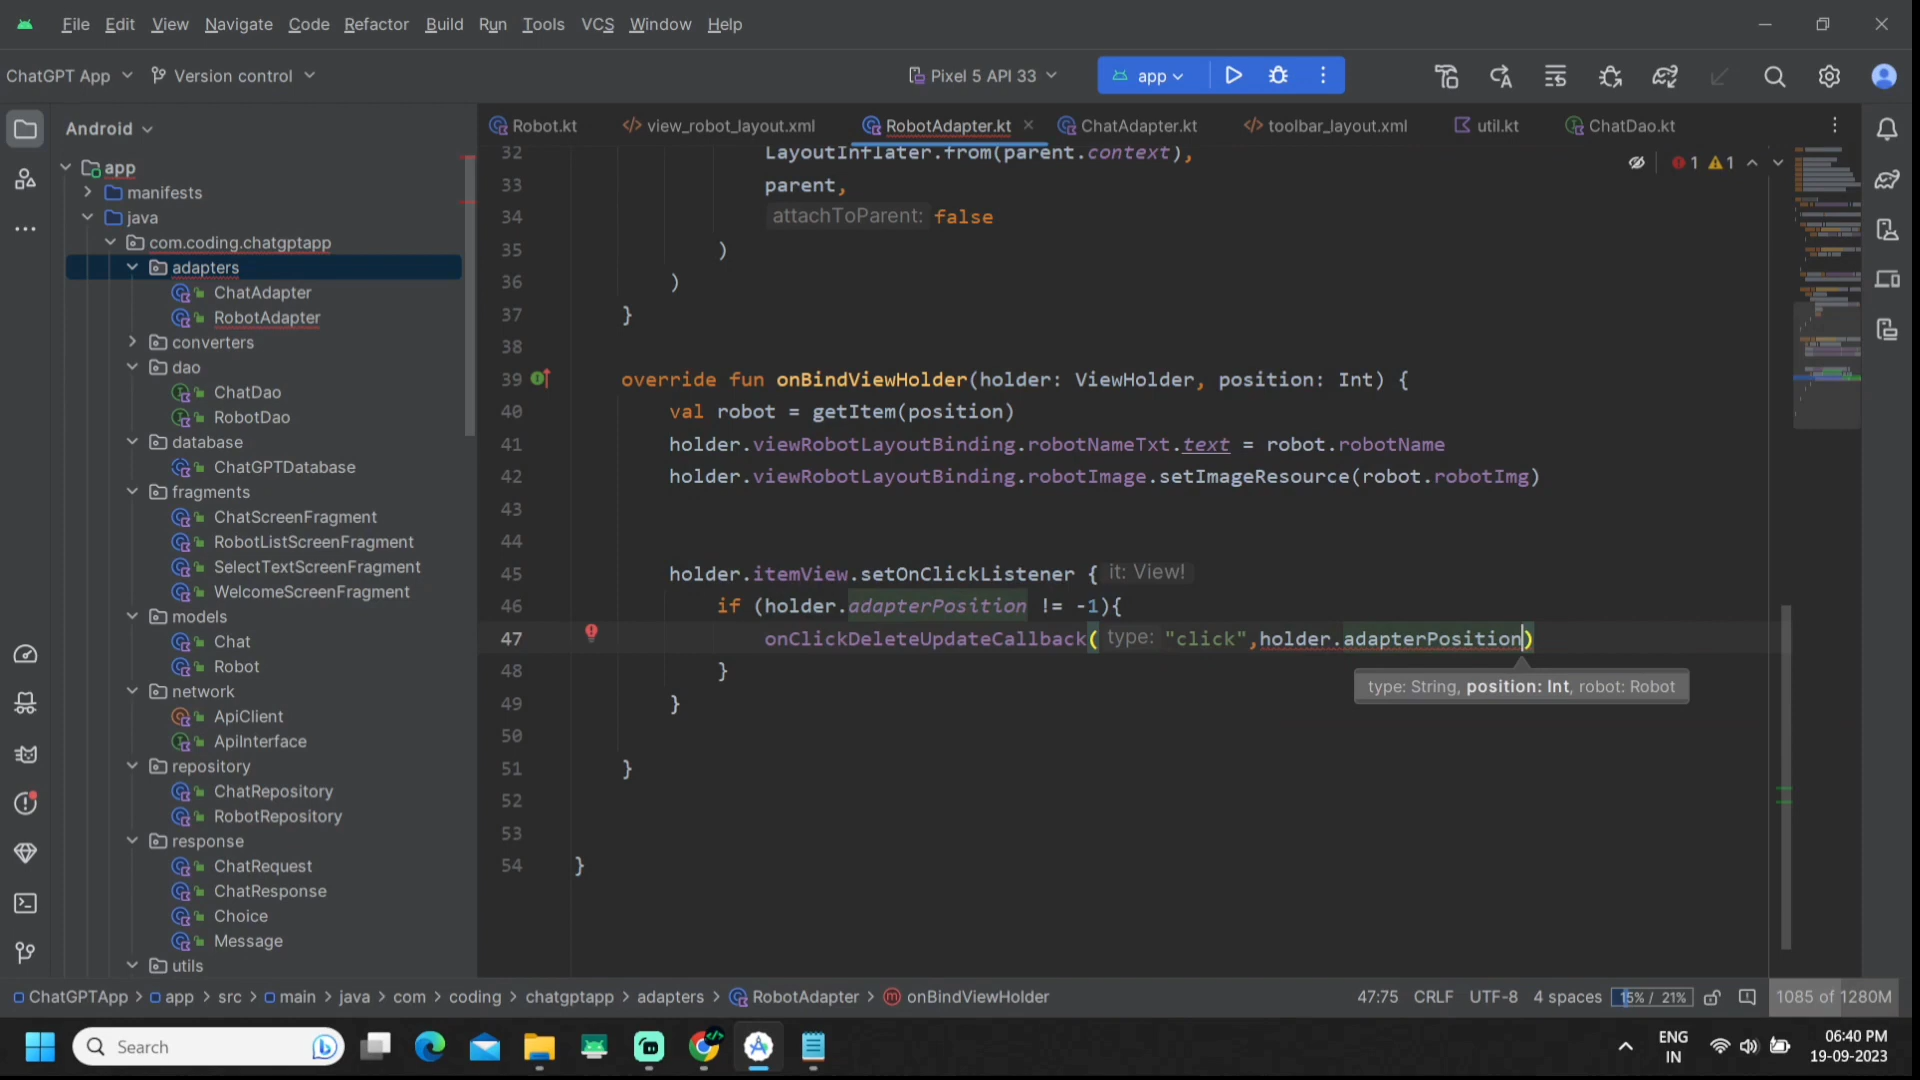 File Edit View Navigate Code Refactor Build Run Tools VCS Window Help
ChatGPT App Version control Pixel 5 API 33 app
Android
app
manifests
java
com.coding.chatgptapp
adapters
ChatAdapter
RobotAdapter
converters
dao
ChatDao
RobotDao
database
ChatGPTDatabase
fragments
ChatScreenFragment
RobotListScreenFragment
SelectTextScreenFragment
WelcomeScreenFragment
models
Chat
Robot
network
ApiClient
ApiInterface
repository
ChatRepository
RobotRepository
response
ChatRequest
ChatResponse
Choice
Message
utils
Robot.kt view_robot_layout.xml RobotAdapter.kt ChatAdapter.kt toolbar_layout.xml util.kt ChatDao.kt
1 1
32 LayoutInflater.from(parent.context),
33 parent,
34 attachToParent: false
35 )
36 )
37 }
38
39 override fun onBindViewHolder(holder: ViewHolder, position: Int) {
40 val robot = getItem(position)
41 holder.viewRobotLayoutBinding.robotNameTxt.text = robot.robotName
42 holder.viewRobotLayoutBinding.robotImage.setImageResource(robot.robotImg)
43
44
45 holder.itemView.setOnClickListener { it: View!
46 if (holder.adapterPosition != -1){
47 onClickDeleteUpdateCallback( type: "click",holder.adapterPosition)
48 }
type: String, position: Int, robot: Robot
49 }
50
51 }
52
53
54 }
ChatGPTApp > app > src > main > java > com > coding > chatgptapp > adapters > RobotAdapter > onBindViewHolder 47:75 CRLF UTF-8 4 spaces 15% / 21% 1085 of 1280M
Search
ENG
IN
06:40 PM
19-09-2023